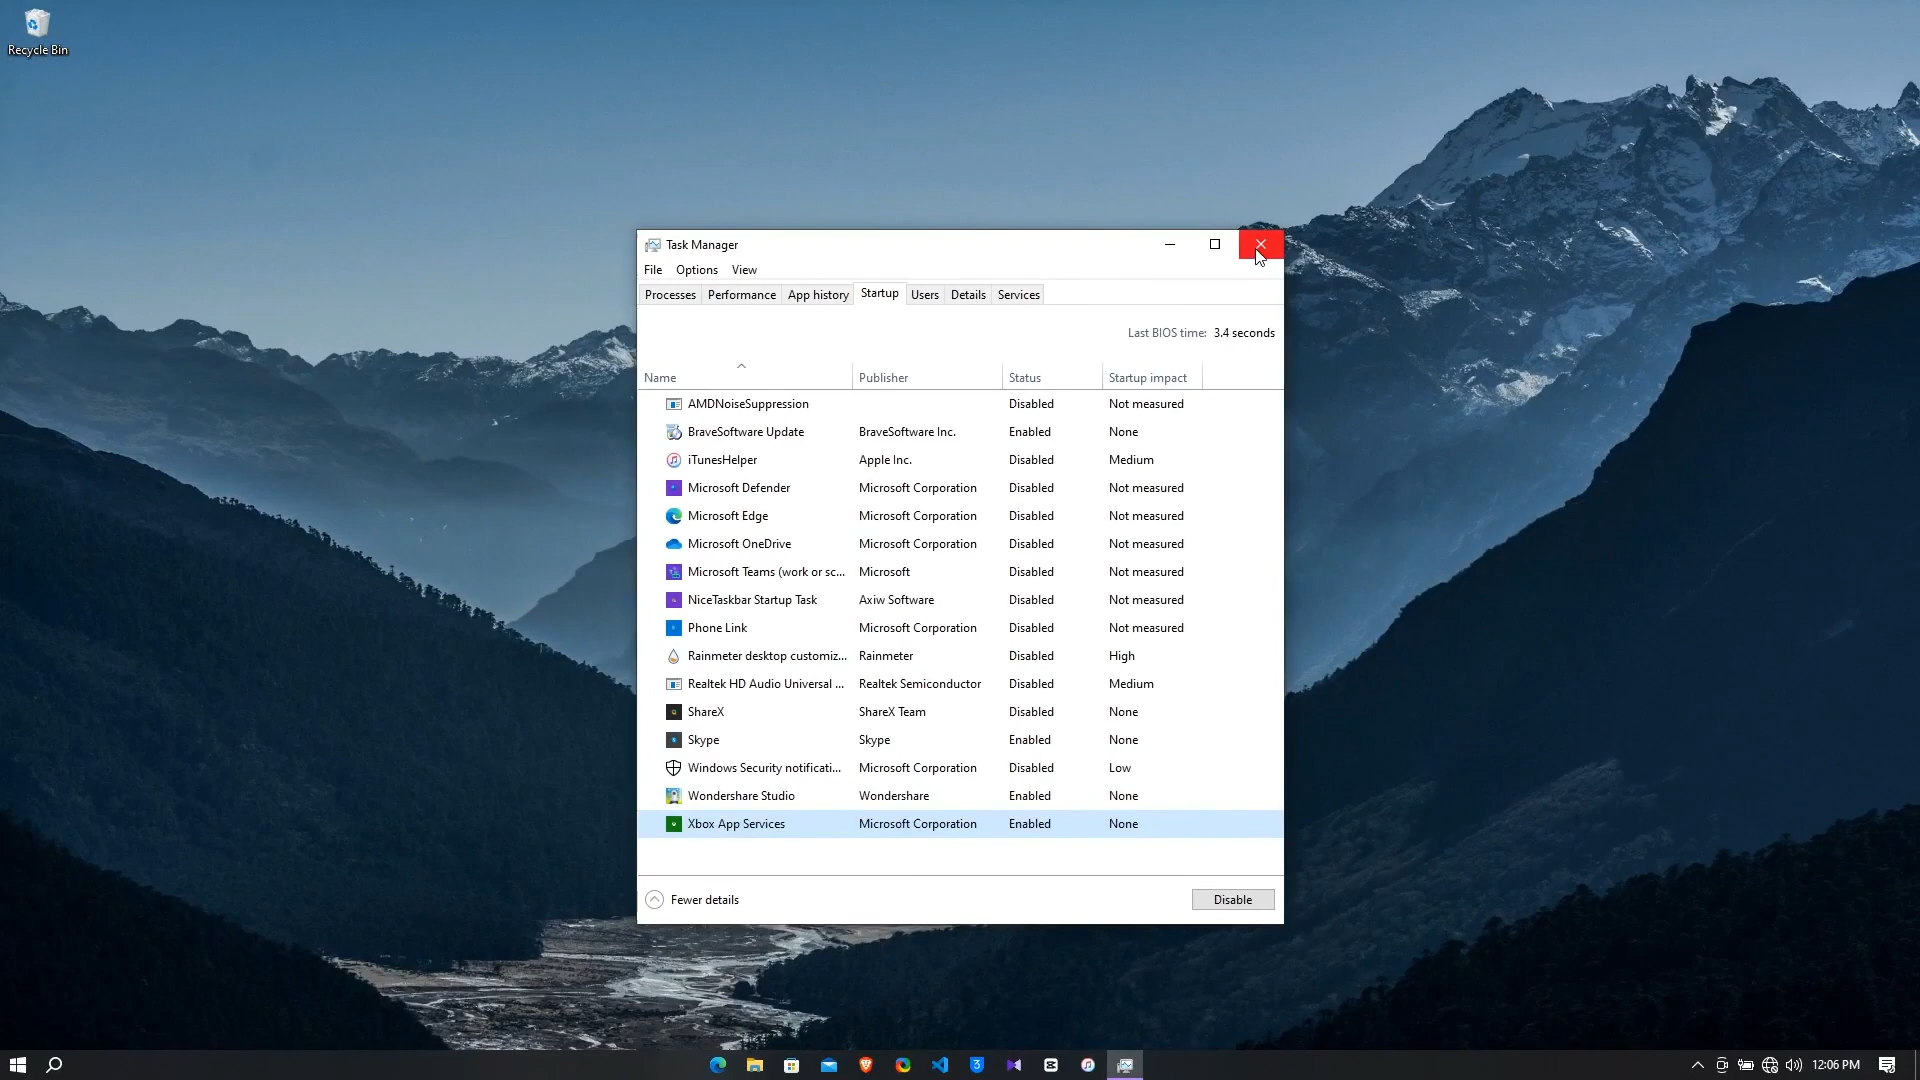 Recycle Bin
Task Manager
File Options View
Processes Performance App history Startup Users Details Services
Last BIOS time: 3.4 seconds
Name Publisher Status Startup impact
AMDNoiseSuppression Disabled Not measured
BraveSoftware Update BraveSoftware Inc. Enabled None
iTunesHelper Apple Inc. Disabled Medium
Microsoft Defender Microsoft Corporation Disabled Not measured
Microsoft Edge Microsoft Corporation Disabled Not measured
Microsoft OneDrive Microsoft Corporation Disabled Not measured
Microsoft Teams (work or sc... Microsoft Disabled Not measured
NiceTaskbar Startup Task Axiw Software Disabled Not measured
Phone Link Microsoft Corporation Disabled Not measured
Rainmeter desktop customiz... Rainmeter Disabled High
Realtek HD Audio Universal ... Realtek Semiconductor Disabled Medium
ShareX ShareX Team Disabled None
Skype Skype Enabled None
Windows Security notificati... Microsoft Corporation Disabled Low
Wondershare Studio Wondershare Enabled None
Xbox App Services Microsoft Corporation Enabled None
Fewer details Disable
12:06 PM